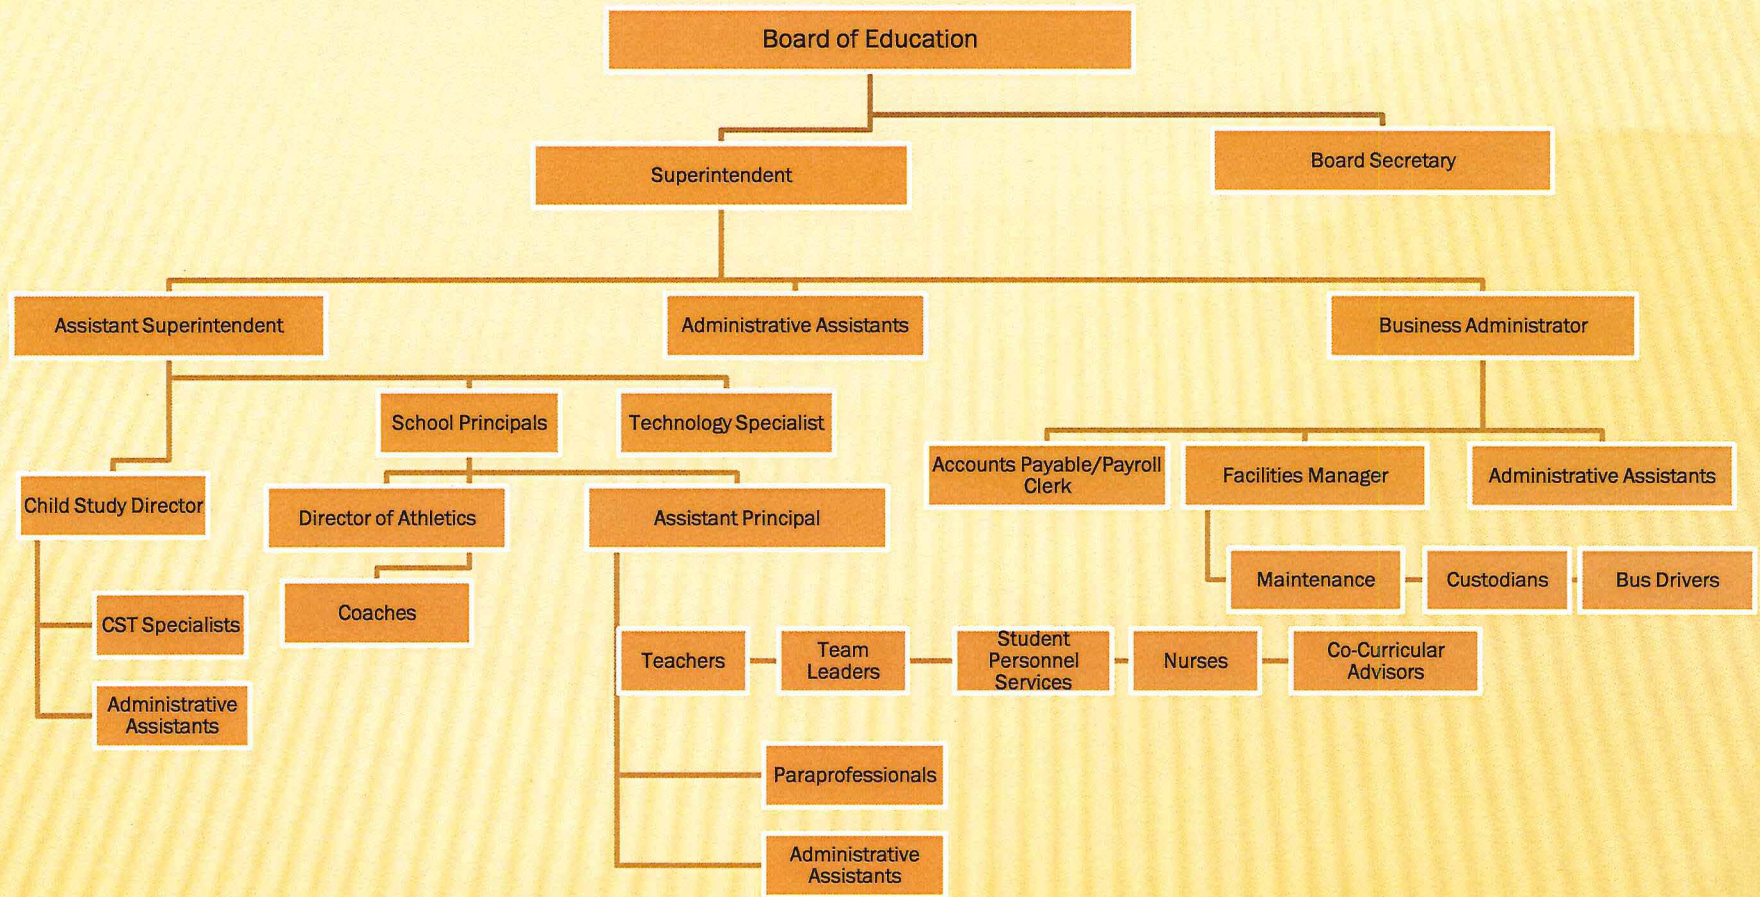 Board of Education
Superintendent
Board Secretary
Assistant Superintendent
Administrative Assistants
Business Administrator
School Principals
Technology Specialist
Accounts Payable/Payroll
Clerk
Facilities Manager
Administrative Assistants
Child Study Director
Director of Athletics
Assistant Principal
Maintenance
Custodians
Bus Drivers
CST Specialists
Coaches
Teachers
Team
Leaders
Student
Personnel
Services
Nurses
Co-Curricular
Advisors
Administrative
Assistants
Paraprofessionals
Administrative
Assistants